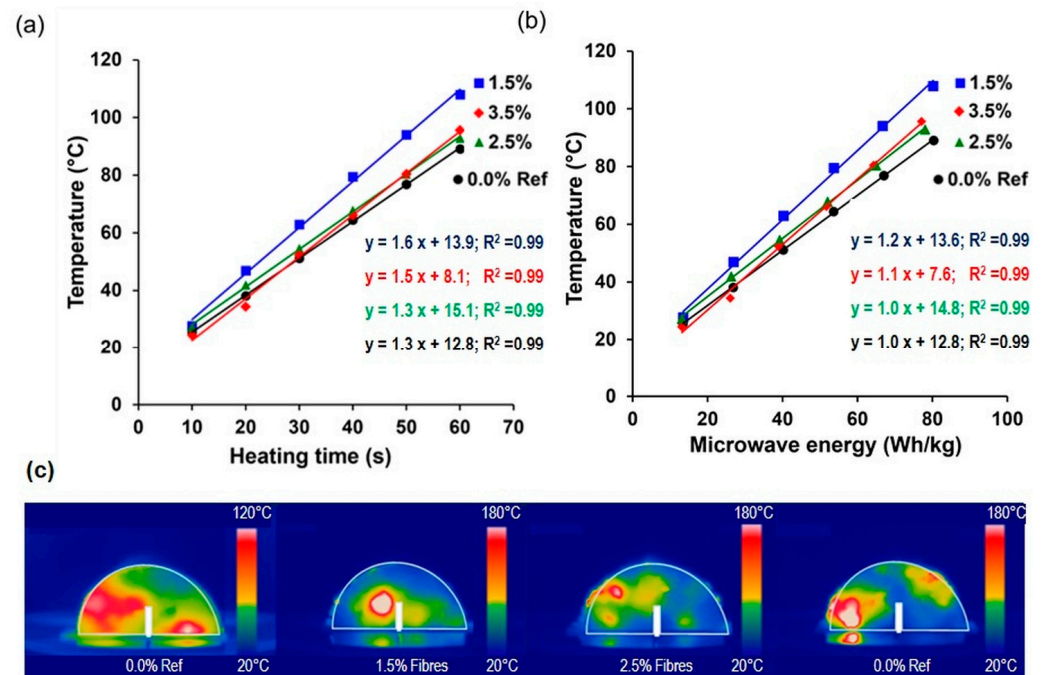 (a)
120
100
80
60
40
20
0
Temperature (°C)
1.5%
3.5%
2.5%
0.0% Ref
y = 1.6 x + 13.9; R² =0.99
y = 1.5 x + 8.1; R² =0.99
y = 1.3 x + 15.1; R² =0.99
y = 1.3 x + 12.8; R² =0.99
0 10 20 30 40 50 60 70
Heating time (s)
(b)
120
100
80
60
40
20
0
Temperature (°C)
1.5%
3.5%
2.5%
0.0% Ref
y = 1.2 x + 13.6; R² =0.99
y = 1.1 x + 7.6; R² =0.99
y = 1.0 x + 14.8; R² =0.99
y = 1.0 x + 12.8; R² =0.99
0 20 40 60 80 100
Microwave energy (Wh/kg)
(c)
120°C
0.0% Ref
20°C
180°C
1.5% Fibres
20°C
180°C
2.5% Fibres
20°C
180°C
0.0% Ref
20°C